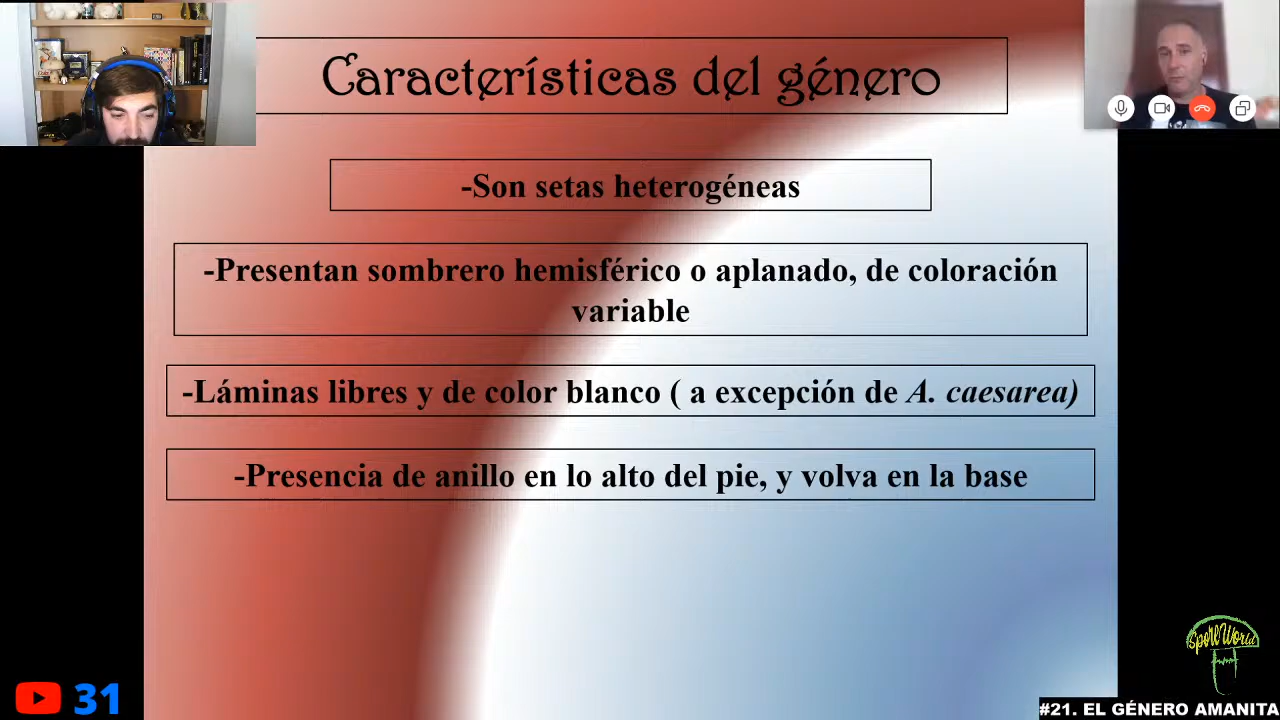 Características del género
-Son setas heterogéneas
-Presentan sombrero hemisférico o aplanado, de coloración
variable
-Láminas libres y de color blanco ( a excepción de A. caesarea)
-Presencia de anillo en lo alto del pie, y volva en la base
SporeWorld
31
#21. EL GÉNERO AMANITA